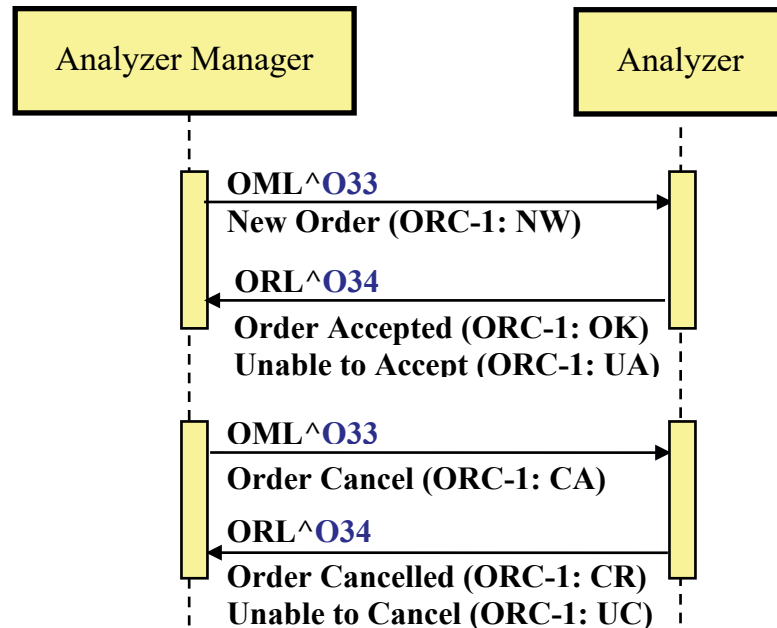 Analyzer Manager
Analyzer
OML^O33
New Order (ORC-1: NW)
ORL^O34
Order Accepted (ORC-1: OK)
Unable to Accept (ORC-1: UA)
OML^O33
Order Cancel (ORC-1: CA)
ORL^O34
Order Cancelled (ORC-1: CR)
Unable to Cancel (ORC-1: UC)